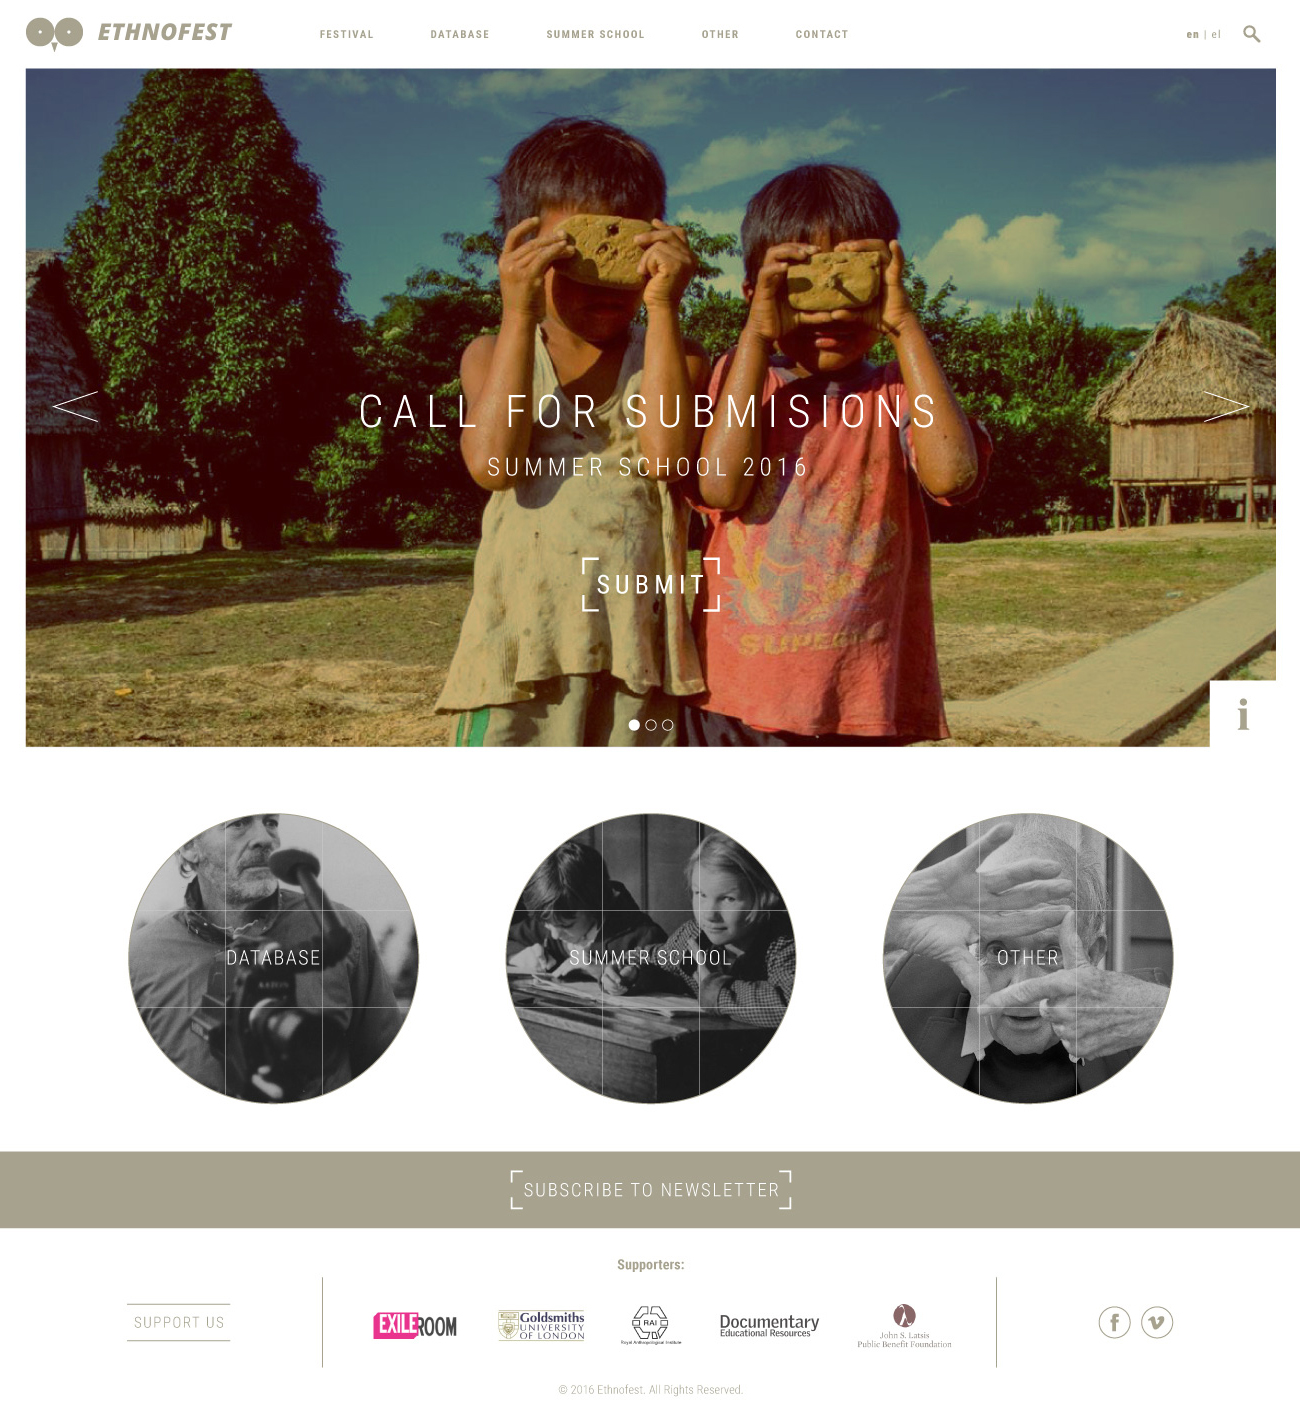 ETHNOFEST
FESTIVAL
DATABASE
SUMMER SCHOOL
OTHER
CONTACT
en | el
CALL FOR SUBMISIONS
SUMMER SCHOOL 2016
SUBMIT
i
DATABASE
SUMMER SCHOOL
OTHER
SUBSCRIBE TO NEWSLETTER
Supporters:
SUPPORT US
EXILEROOM
Goldsmiths
UNIVERSITY
OF LONDON
RAI
Royal Anthropological Institute
Documentary
Educational Resources
John S. Latsis
Public Benefit Foundation
© 2016 Ethnofest. All Rights Reserved.